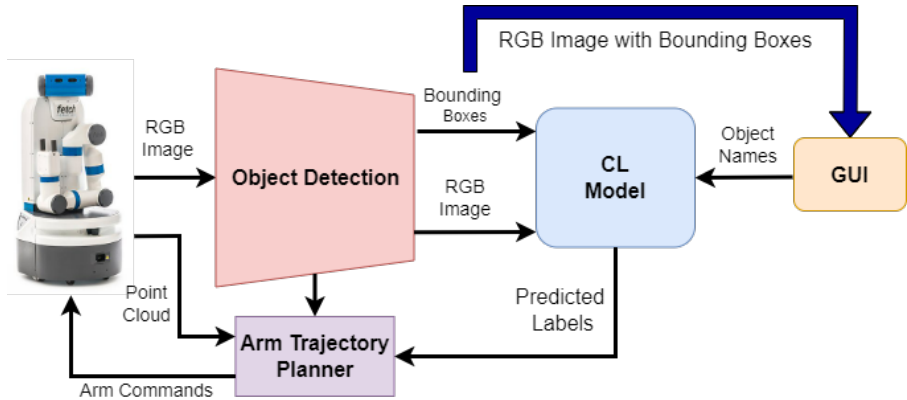 RGB Image with Bounding Boxes
fetch
RGB
Image
Object Detection
Bounding
Boxes
RGB
Image
CL
Model
Object
Names
GUI
Point
Cloud
Predicted
Labels
Arm Trajectory
Planner
Arm Commands